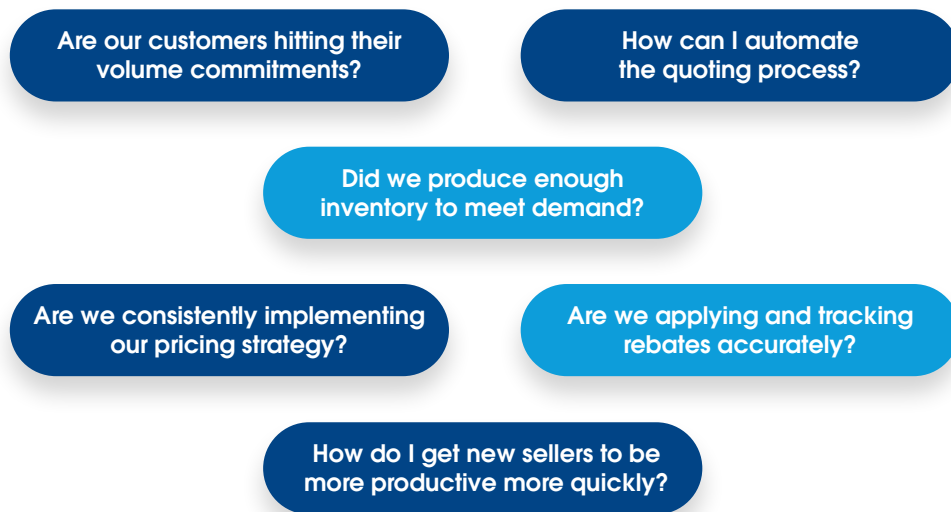 Are our customers hitting their
volume commitments?
How can I automate
the quoting process?
Did we produce enough
inventory to meet demand?
Are we consistently implementing
our pricing strategy?
Are we applying and tracking
rebates accurately?
How do I get new sellers to be
more productive more quickly?